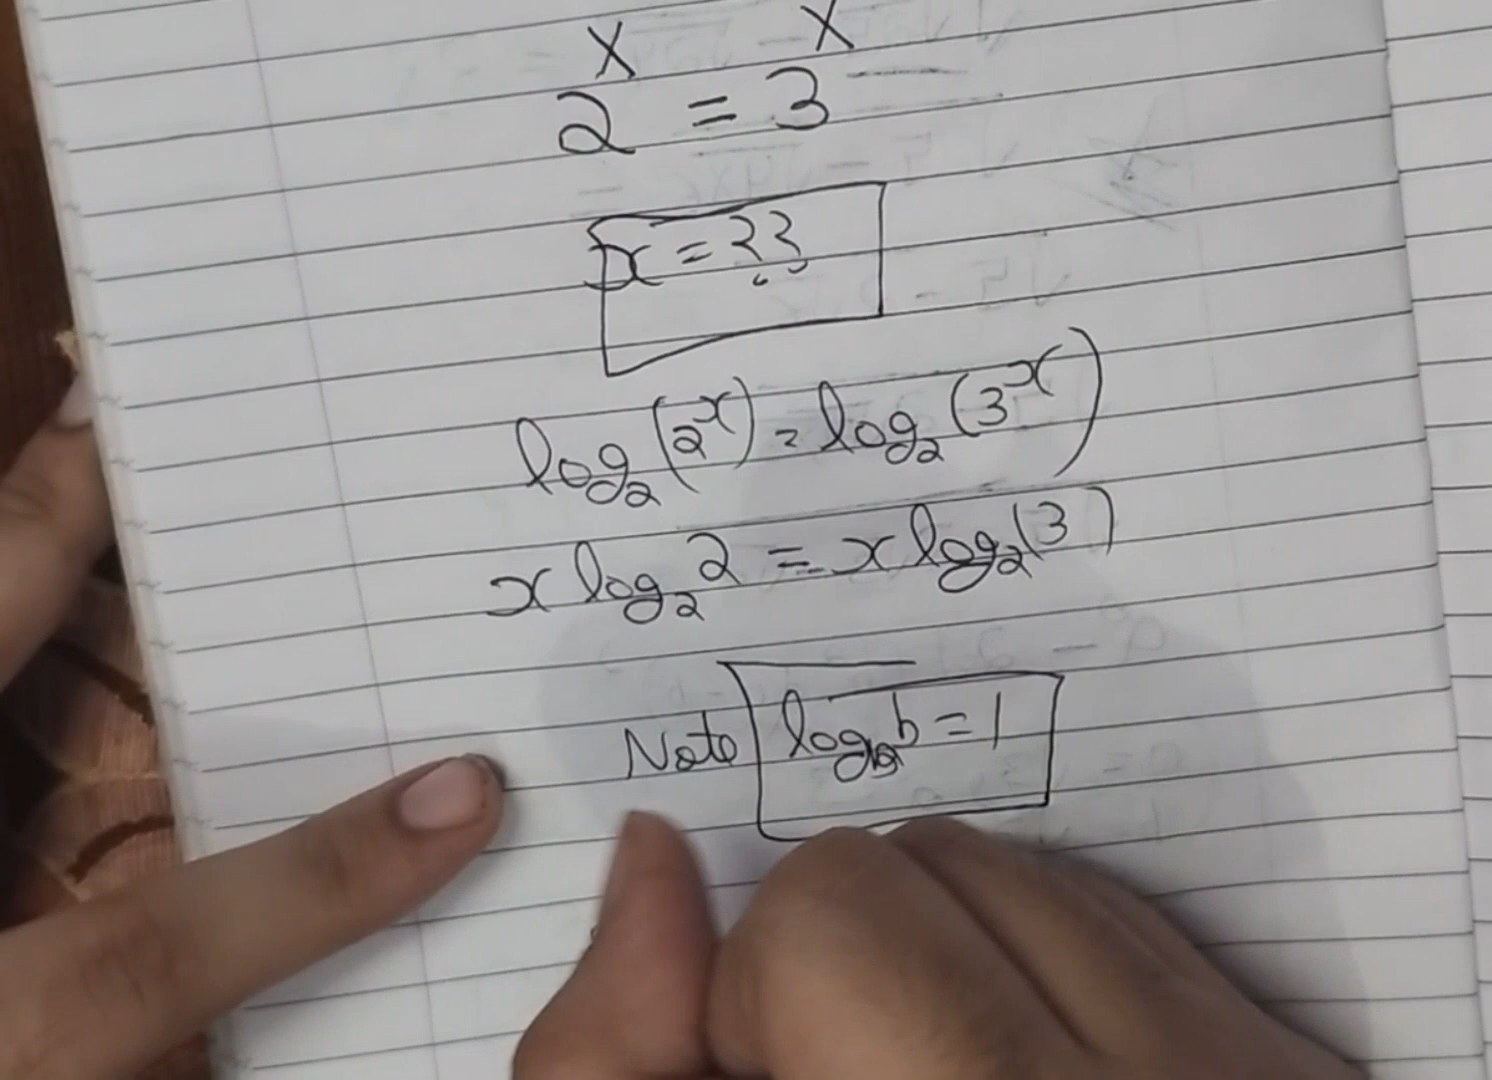 2^x = 3^x
x = ??
log₂(2^x) = log₂(3^x)
x log₂ 2 = x log₂(3)
Note log_b b = 1